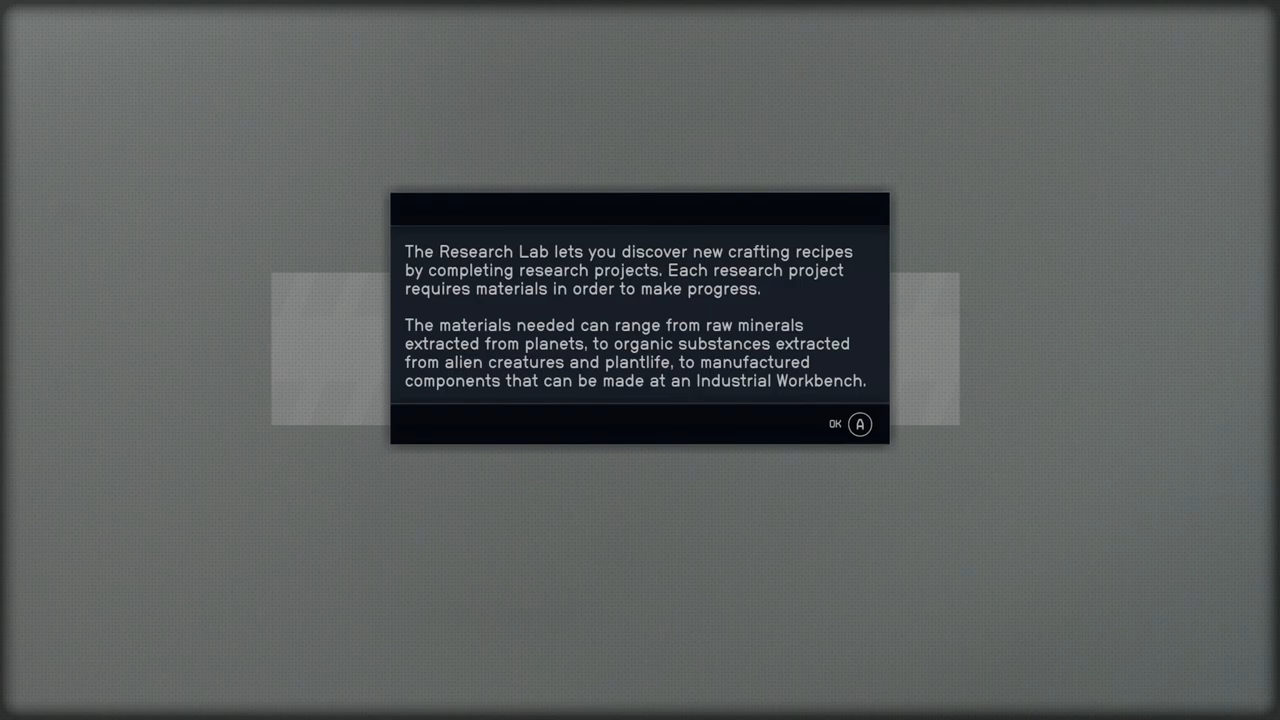 The Research Lab lets you discover new crafting recipes
by completing research projects. Each research project
requires materials in order to make progress.
The materials needed can range from raw minerals
extracted from planets, to organic substances extracted
from alien creatures and plantlife, to manufactured
components that can be made at an Industrial Workbench.
OK A